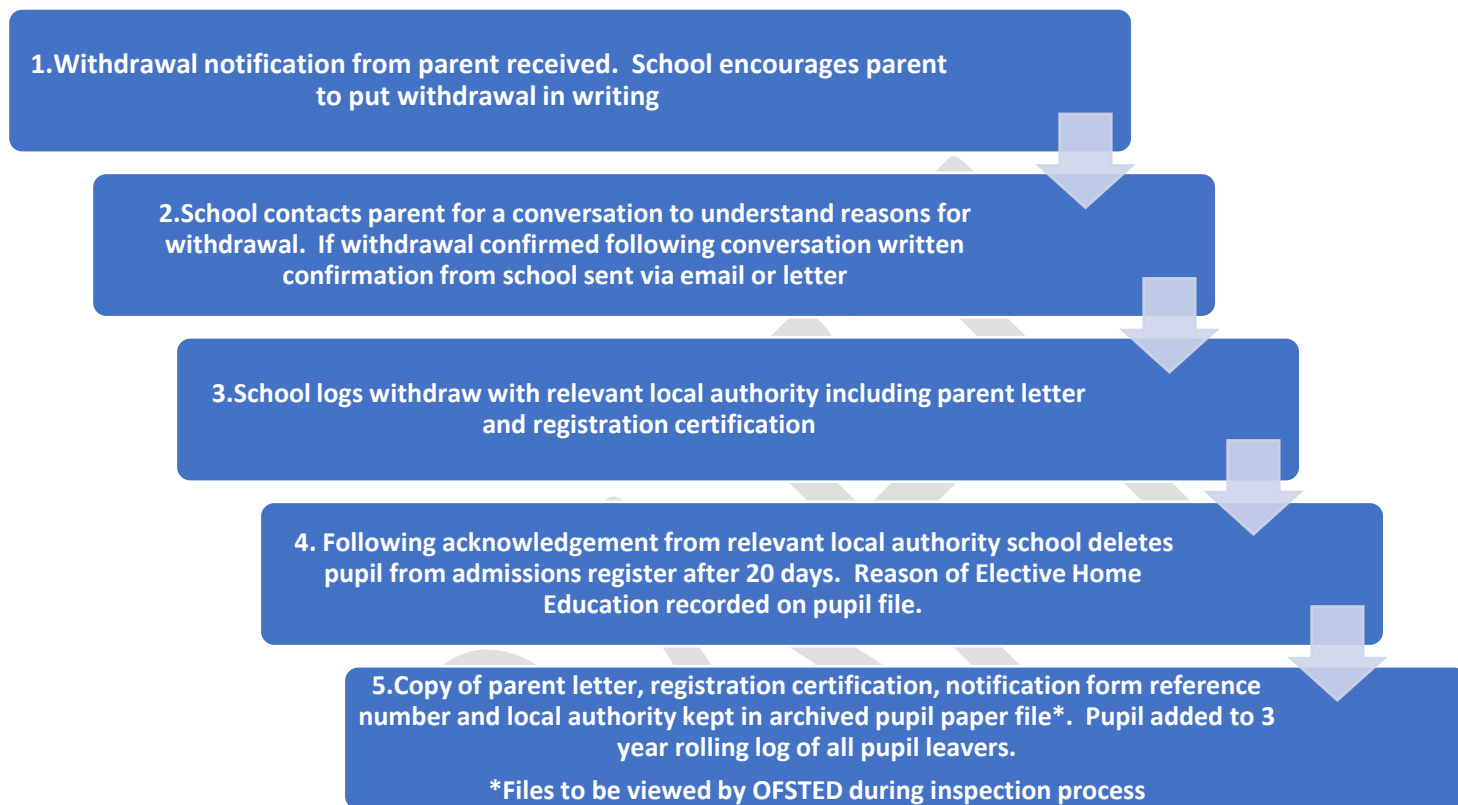 1.Withdrawal notification from parent received.  School encourages parent
to put withdrawal in writing
2.School contacts parent for a conversation to understand reasons for
withdrawal.  If withdrawal confirmed following conversation written
confirmation from school sent via email or letter
3.School logs withdraw with relevant local authority including parent letter
and registration certification
4. Following acknowledgement from relevant local authority school deletes
pupil from admissions register after 20 days.  Reason of Elective Home
Education recorded on pupil file.
5.Copy of parent letter, registration certification, notification form reference
number and local authority kept in archived pupil paper file*.  Pupil added to 3
year rolling log of all pupil leavers.
*Files to be viewed by OFSTED during inspection process